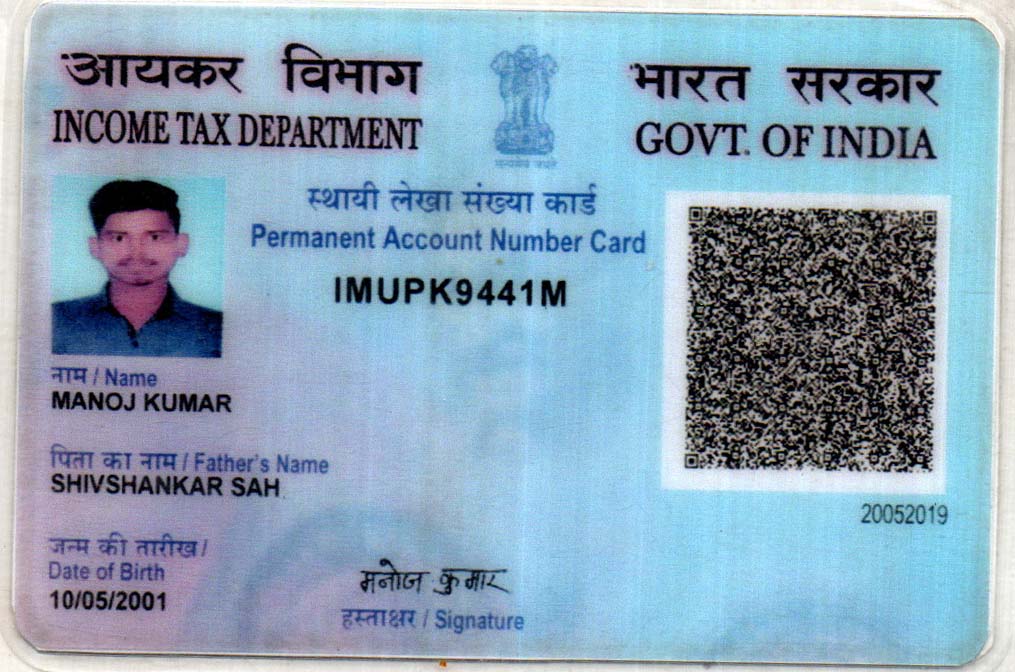 आयकर विभाग
INCOME TAX DEPARTMENT
भारत सरकार
GOVT. OF INDIA
सत्यमेव जयते
स्थायी लेखा संख्या कार्ड
Permanent Account Number Card
IMUPK9441M
नाम / Name
MANOJ KUMAR
पिता का नाम / Father's Name
SHIVSHANKAR SAH
20052019
जन्म की तारीख /
Date of Birth
10/05/2001
मनोज कुमार
हस्ताक्षर / Signature